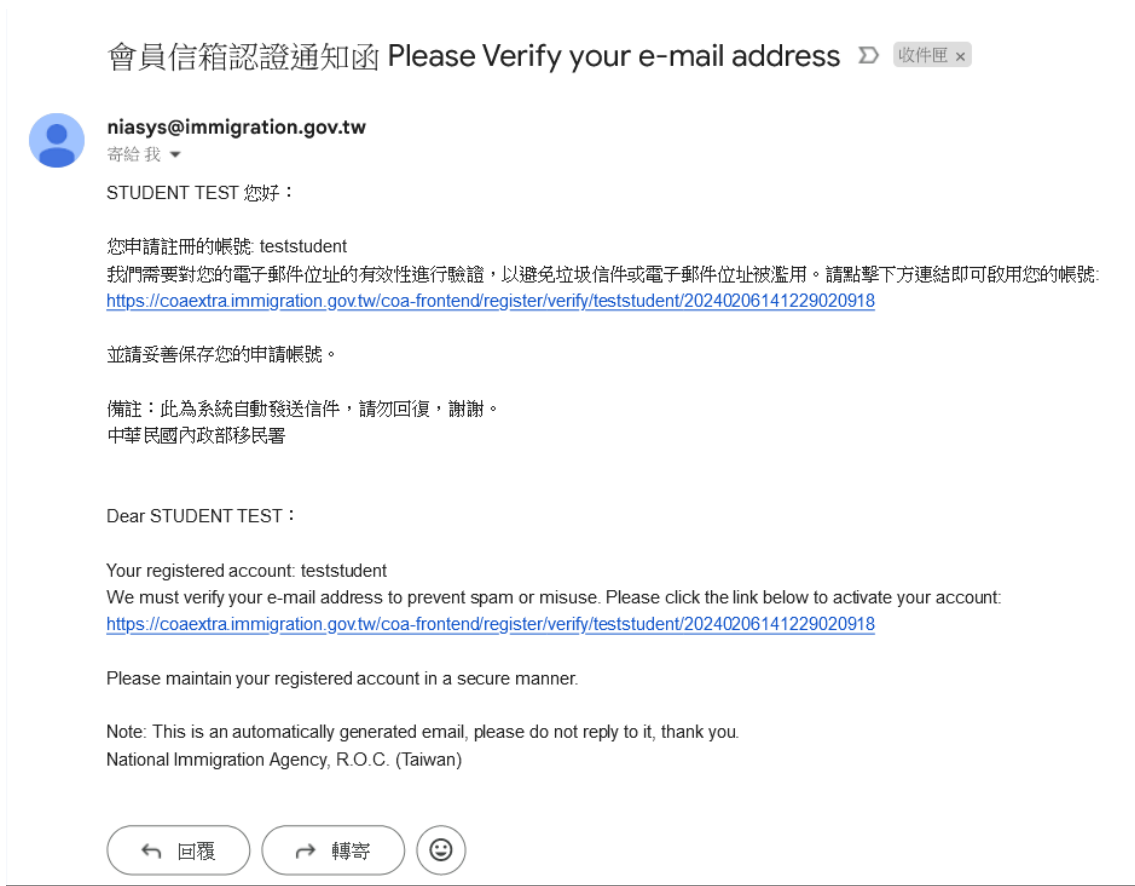 會員信箱認證通知函 Please Verify your e-mail address 收件匣 ×
niasys@immigration.gov.tw
寄給 我
STUDENT TEST 您好：
您申請註冊的帳號: teststudent
我們需要對您的電子郵件位址的有效性進行驗證，以避免垃圾信件或電子郵件位址被濫用。請點擊下方連結即可啟用您的帳號:
https://coaextra.immigration.gov.tw/coa-frontend/register/verify/teststudent/20240206141229020918
並請妥善保存您的申請帳號。
備註：此為系統自動發送信件，請勿回復，謝謝。
中華民國內政部移民署
Dear STUDENT TEST：
Your registered account: teststudent
We must verify your e-mail address to prevent spam or misuse. Please click the link below to activate your account:
https://coaextra.immigration.gov.tw/coa-frontend/register/verify/teststudent/20240206141229020918
Please maintain your registered account in a secure manner.
Note: This is an automatically generated email, please do not reply to it, thank you.
National Immigration Agency, R.O.C. (Taiwan)
回覆 轉寄